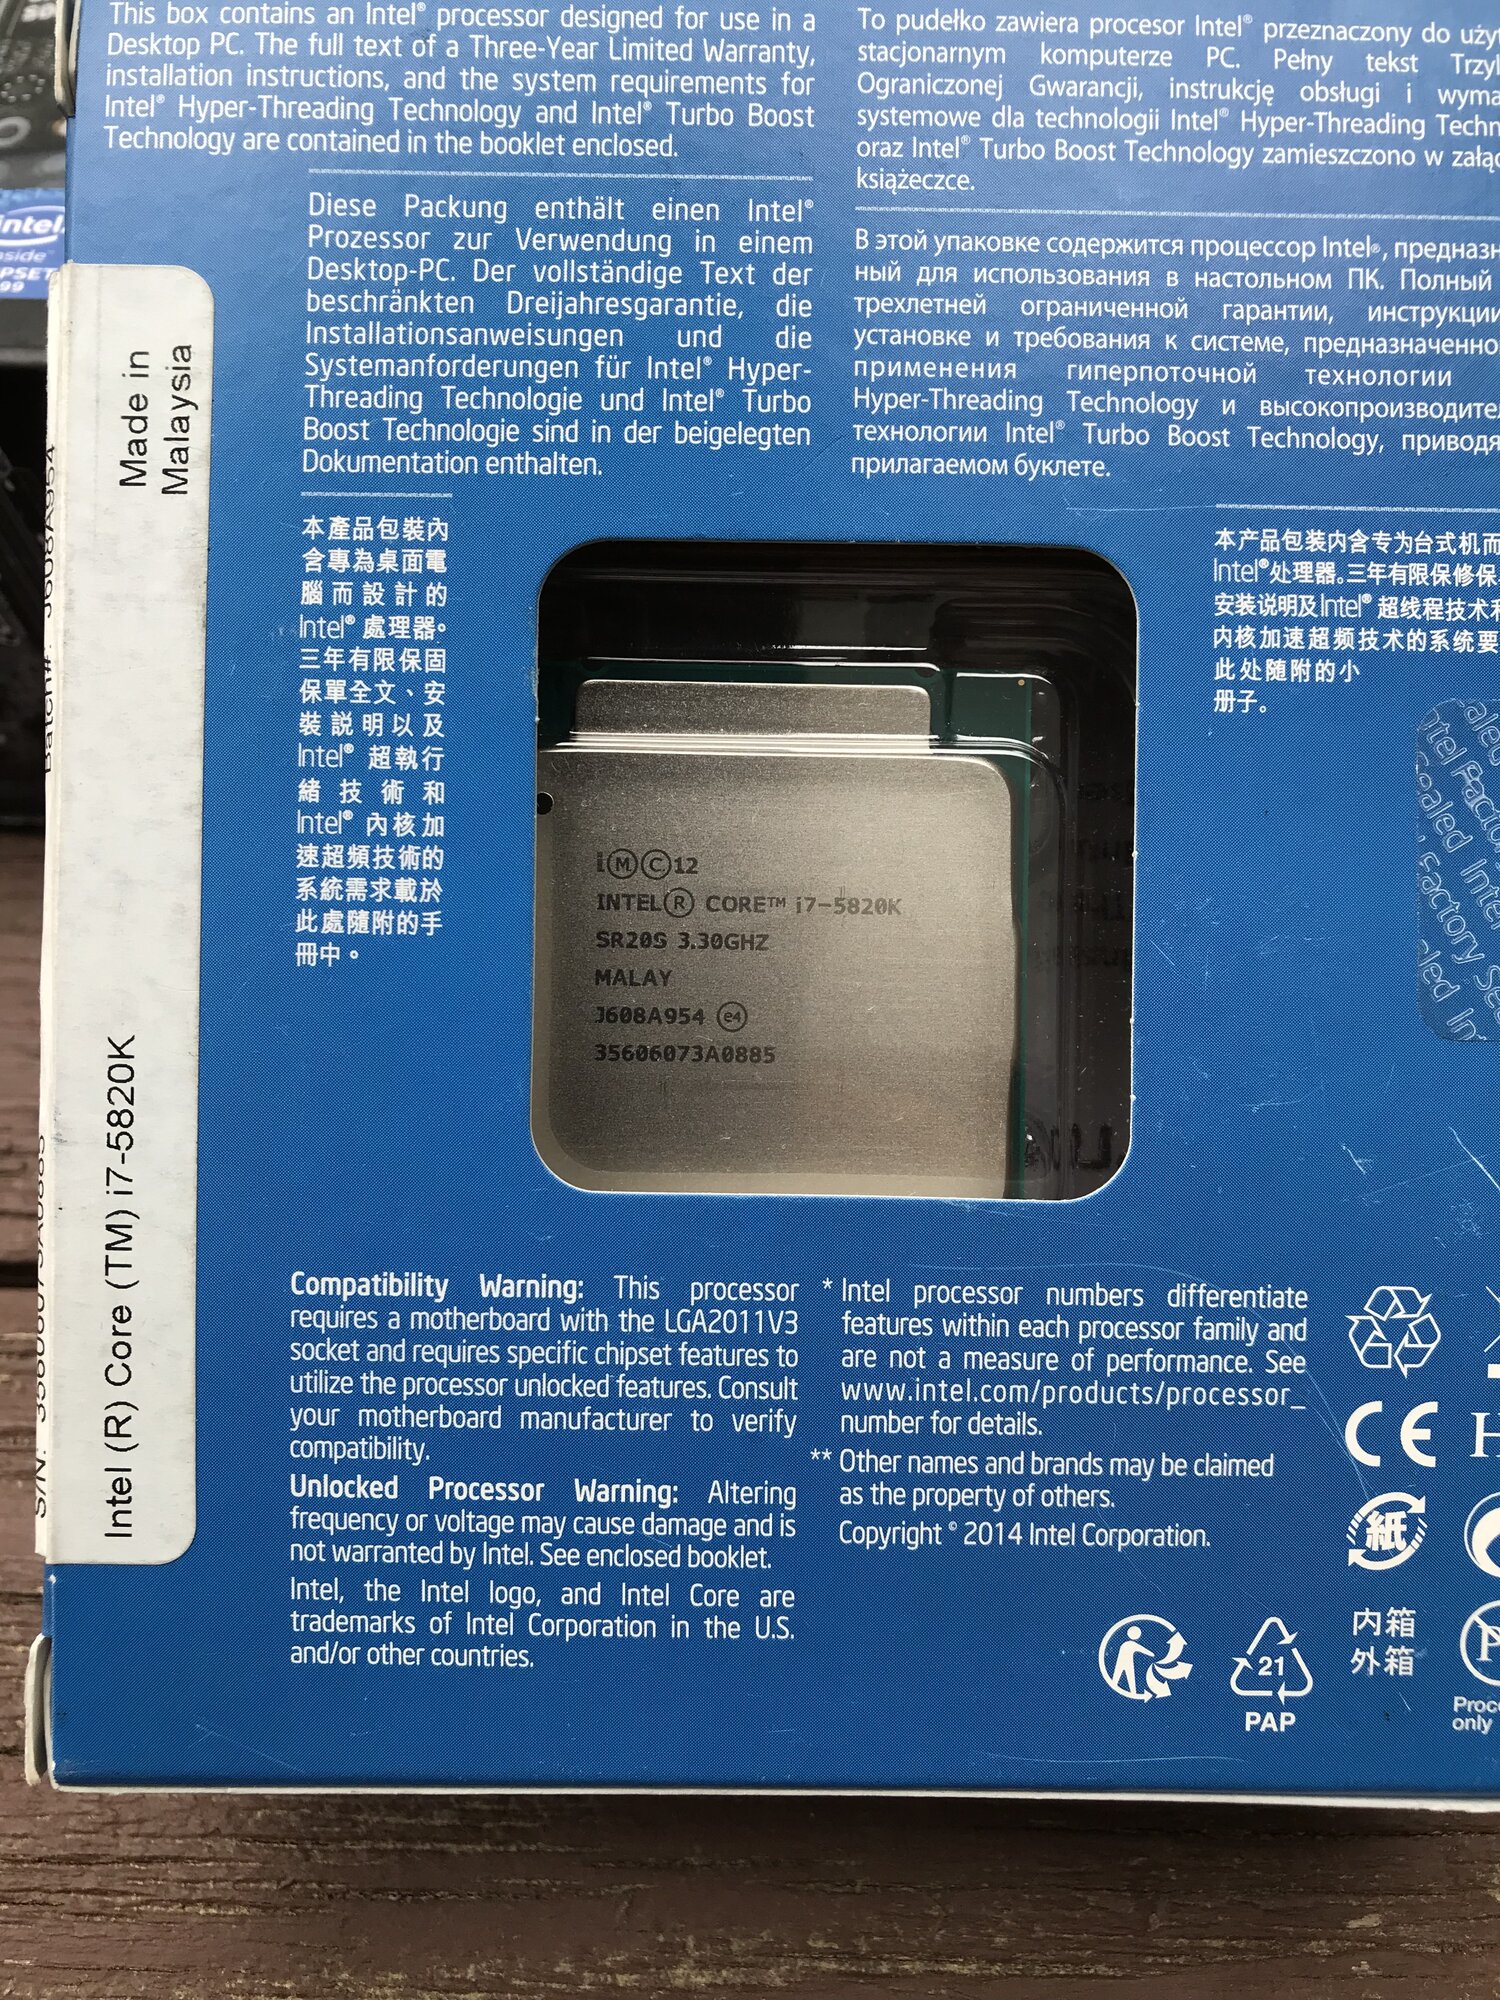 This box contains an Intel® processor designed for use in a
Desktop PC. The full text of a Three-Year Limited Warranty,
installation instructions, and the system requirements for
Intel® Hyper-Threading Technology and Intel® Turbo Boost
Technology are contained in the booklet enclosed.
Diese Packung enthält einen Intel®
Prozessor zur Verwendung in einem
Desktop-PC. Der vollständige Text der
beschränkten Dreijahresgarantie, die
Installationsanweisungen und die
Systemanforderungen für Intel® Hyper-
Threading Technologie und Intel® Turbo
Boost Technologie sind in der beigelegten
Dokumentation enthalten.
本產品包裝內
含專為桌面電
腦而設計的
Intel® 處理器。
三年有限保固
保單全文、安
裝說明以及
Intel® 超執行
緒技術和
Intel® 內核加
速超頻技術的
系統需求載於
此處隨附的手
冊中。
To pudełko zawiera procesor Intel® przeznaczony do
stacjonarnym komputerze PC. Pełny tekst
Ograniczonej Gwarancji, instrukcję obsługi i
systemowe dla technologii Intel® Hyper-Threading
oraz Intel® Turbo Boost Technology zamieszczono w
książeczce.
В этой упаковке содержится процессор Intel®,
ный для использования в настольном ПК. Полный
трехлетней ограниченной гарантии,
установке и требования к системе,
применения гиперпоточной технологии
Hyper-Threading Technology и
технологии Intel® Turbo Boost Technology,
прилагаемом буклете.
本产品包装内含专为台式机而
Intel®处理器。三年有限保修保
安装说明及Intel® 超线程技术和
内核加速超频技术的系统要
此处随附的小
册子。
Made in
Malaysia
Intel (R) Core (TM) i7-5820K
Batch#: J608A954
S/N: 35606073A0885
i Ⓜ Ⓒ 12
INTEL® CORE™ i7-5820K
SR20S 3.30GHZ
MALAY
J608A954 e4
35606073A0885
Compatibility Warning: This processor
requires a motherboard with the LGA2011V3
socket and requires specific chipset features to
utilize the processor unlocked features. Consult
your motherboard manufacturer to verify
compatibility.
Unlocked Processor Warning: Altering
frequency or voltage may cause damage and is
not warranted by Intel. See enclosed booklet.
Intel, the Intel logo, and Intel Core are
trademarks of Intel Corporation in the U.S.
and/or other countries.
* Intel processor numbers differentiate
features within each processor family and
are not a measure of performance. See
www.intel.com/products/processor_
number for details.
** Other names and brands may be claimed
as the property of others.
Copyright © 2014 Intel Corporation.
CE
紙
内箱
外箱
21
PAP
only
intel